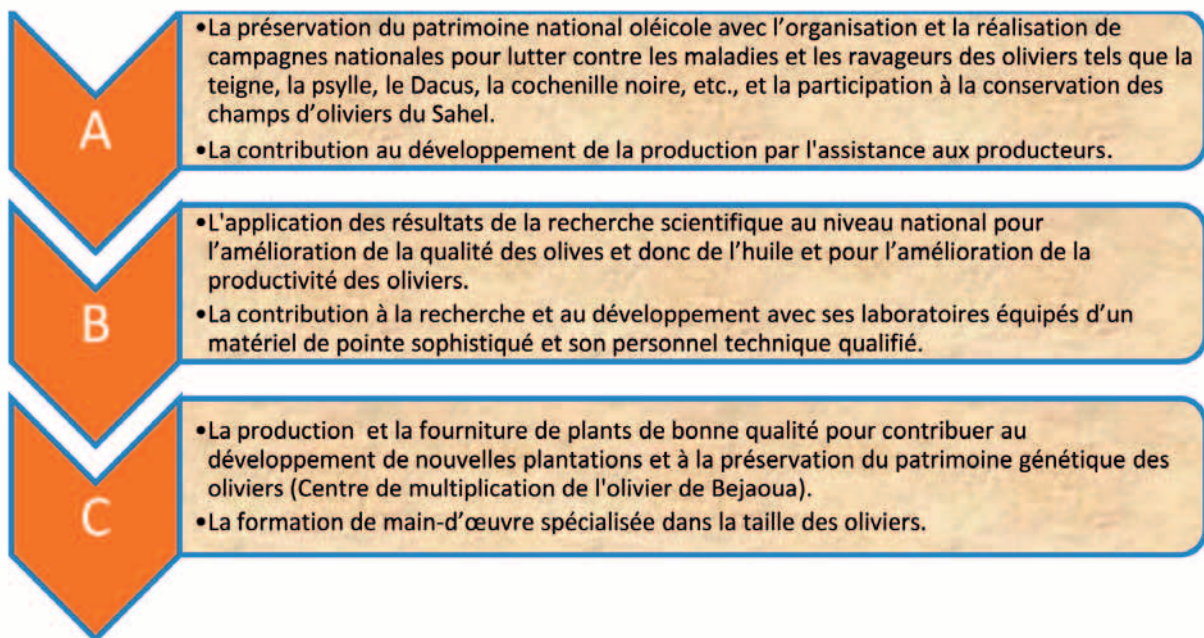 A
•La préservation du patrimoine national oléicole avec l’organisation et la réalisation de
campagnes nationales pour lutter contre les maladies et les ravageurs des oliviers tels que la
teigne, la psylle, le Dacus, la cochenille noire, etc., et la participation à la conservation des
champs d’oliviers du Sahel.
•La contribution au développement de la production par l'assistance aux producteurs.
B
•L'application des résultats de la recherche scientifique au niveau national pour
l’amélioration de la qualité des olives et donc de l’huile et pour l’amélioration de la
productivité des oliviers.
•La contribution à la recherche et au développement avec ses laboratoires équipés d’un
matériel de pointe sophistiqué et son personnel technique qualifié.
C
•La production et la fourniture de plants de bonne qualité pour contribuer au
développement de nouvelles plantations et à la préservation du patrimoine génétique des
oliviers (Centre de multiplication de l'olivier de Bejaoua).
•La formation de main-d’œuvre spécialisée dans la taille des oliviers.